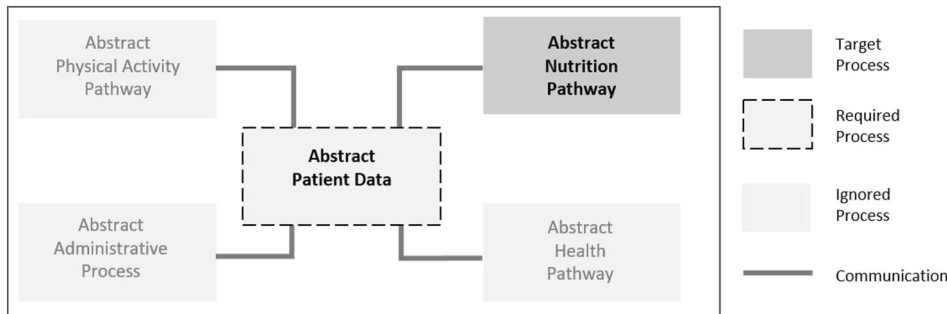 Abstract
Physical Activity
Pathway
Abstract
Nutrition
Pathway
Abstract
Patient Data
Abstract
Administrative
Process
Abstract
Health
Pathway
Target
Process
Required
Process
Ignored
Process
Communication